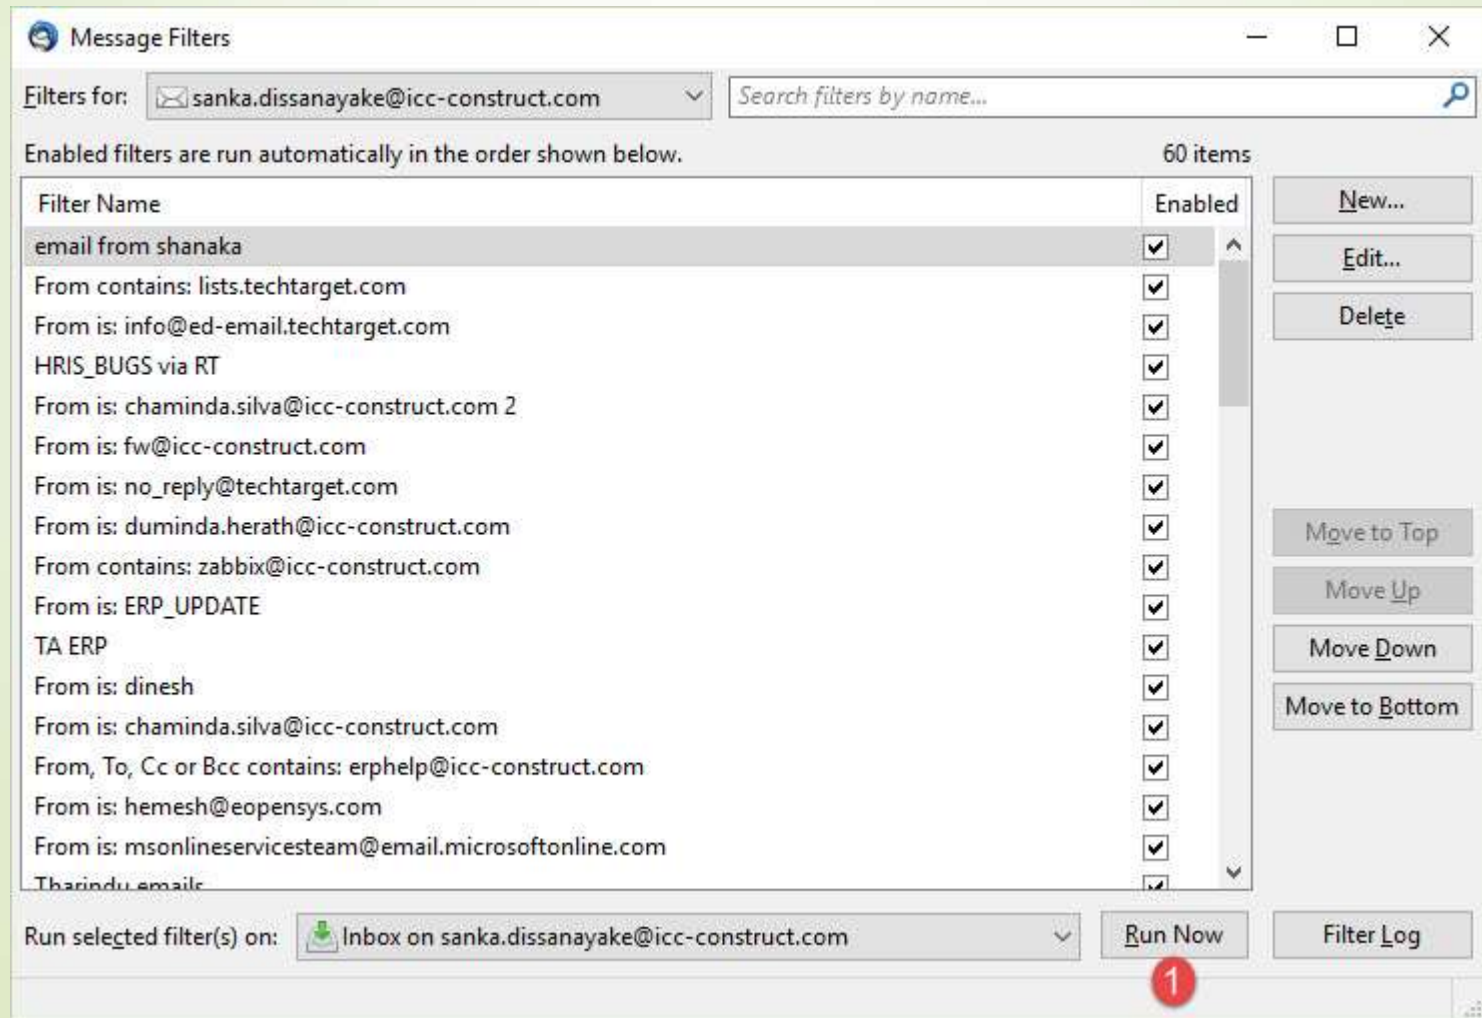 Message Filters
Filters for: sanka.dissanayake@icc-construct.com Search filters by name...
Enabled filters are run automatically in the order shown below. 60 items
Filter Name Enabled New...
email from shanaka Edit...
From contains: lists.techtarget.com
From is: info@ed-email.techtarget.com Delete
HRIS_BUGS via RT
From is: chaminda.silva@icc-construct.com 2
From is: fw@icc-construct.com
From is: no_reply@techtarget.com
From is: duminda.herath@icc-construct.com Move to Top
From contains: zabbix@icc-construct.com
From is: ERP_UPDATE Move Up
TA ERP Move Down
From is: dinesh
From is: chaminda.silva@icc-construct.com Move to Bottom
From, To, Cc or Bcc contains: erphelp@icc-construct.com
From is: hemesh@eopensys.com
From is: msonlineservicesteam@email.microsoftonline.com
Tharindu emails
Run selected filter(s) on: Inbox on sanka.dissanayake@icc-construct.com Run Now Filter Log
1